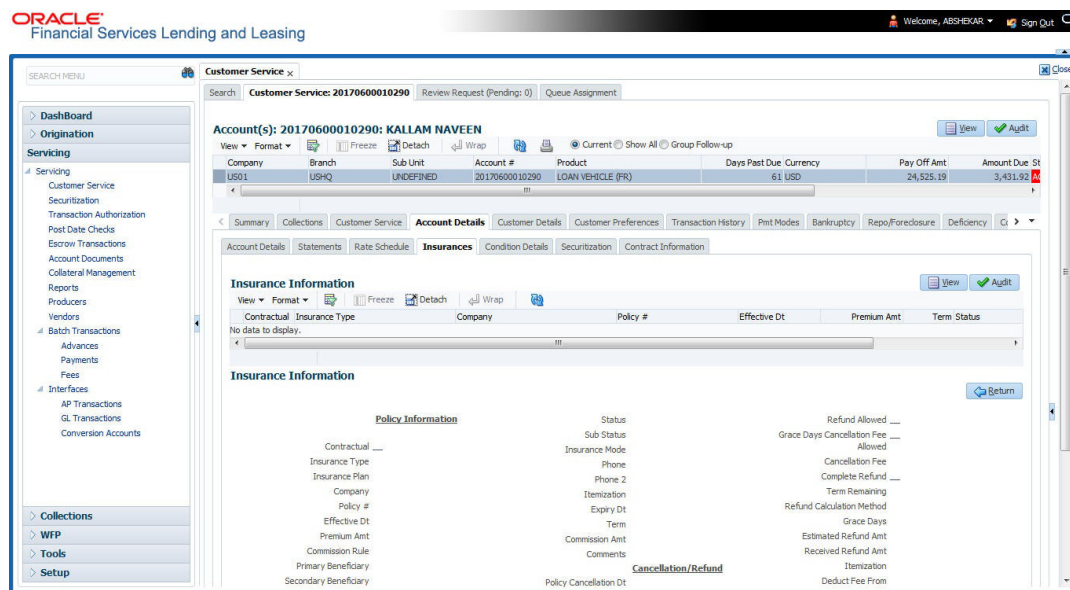 ORACLE
Financial Services Lending and Leasing
Welcome, ABSHEKAR
Sign Out
SEARCH MENU
DashBoard
Origination
Servicing
Servicing
Customer Service
Securitization
Transaction Authorization
Post Date Checks
Escrow Transactions
Account Documents
Collateral Management
Reports
Producers
Vendors
Batch Transactions
Advances
Payments
Fees
Interfaces
AP Transactions
GL Transactions
Conversion Accounts
Collections
WFP
Tools
Setup
Customer Service x
Close
Search Customer Service: 20170600010290 Review Request (Pending: 0) Queue Assignment
Account(s): 20170600010290: KALLAM NAVEEN
View Audit
View Format Freeze Detach Wrap Current Show All Group Follow-up
Company Branch Sub Unit Account # Product Days Past Due Currency Pay Off Amt Amount Due St
US01 USHQ UNDEFINED 20170600010290 LOAN VEHICLE (FR) 61 USD 24,525.19 3,431.92
Summary Collections Customer Service Account Details Customer Details Customer Preferences Transaction History Pmt Modes Bankruptcy Repo/Foreclosure Deficiency
Account Details Statements Rate Schedule Insurances Condition Details Securitization Contract Information
Insurance Information
View Audit
View Format Freeze Detach Wrap
Contractual Insurance Type Company Policy # Effective Dt Premium Amt Term Status
No data to display.
Insurance Information
Return
Policy Information
Contractual
Insurance Type
Insurance Plan
Company
Policy #
Effective Dt
Premium Amt
Commission Rule
Primary Beneficiary
Secondary Beneficiary
Status
Sub Status
Insurance Mode
Phone
Phone 2
Itemization
Expiry Dt
Term
Commission Amt
Comments
Cancellation/Refund
Policy Cancellation Dt
Refund Allowed
Grace Days Cancellation Fee
Allowed
Cancellation Fee
Complete Refund
Term Remaining
Refund Calculation Method
Grace Days
Estimated Refund Amt
Received Refund Amt
Itemization
Deduct Fee From